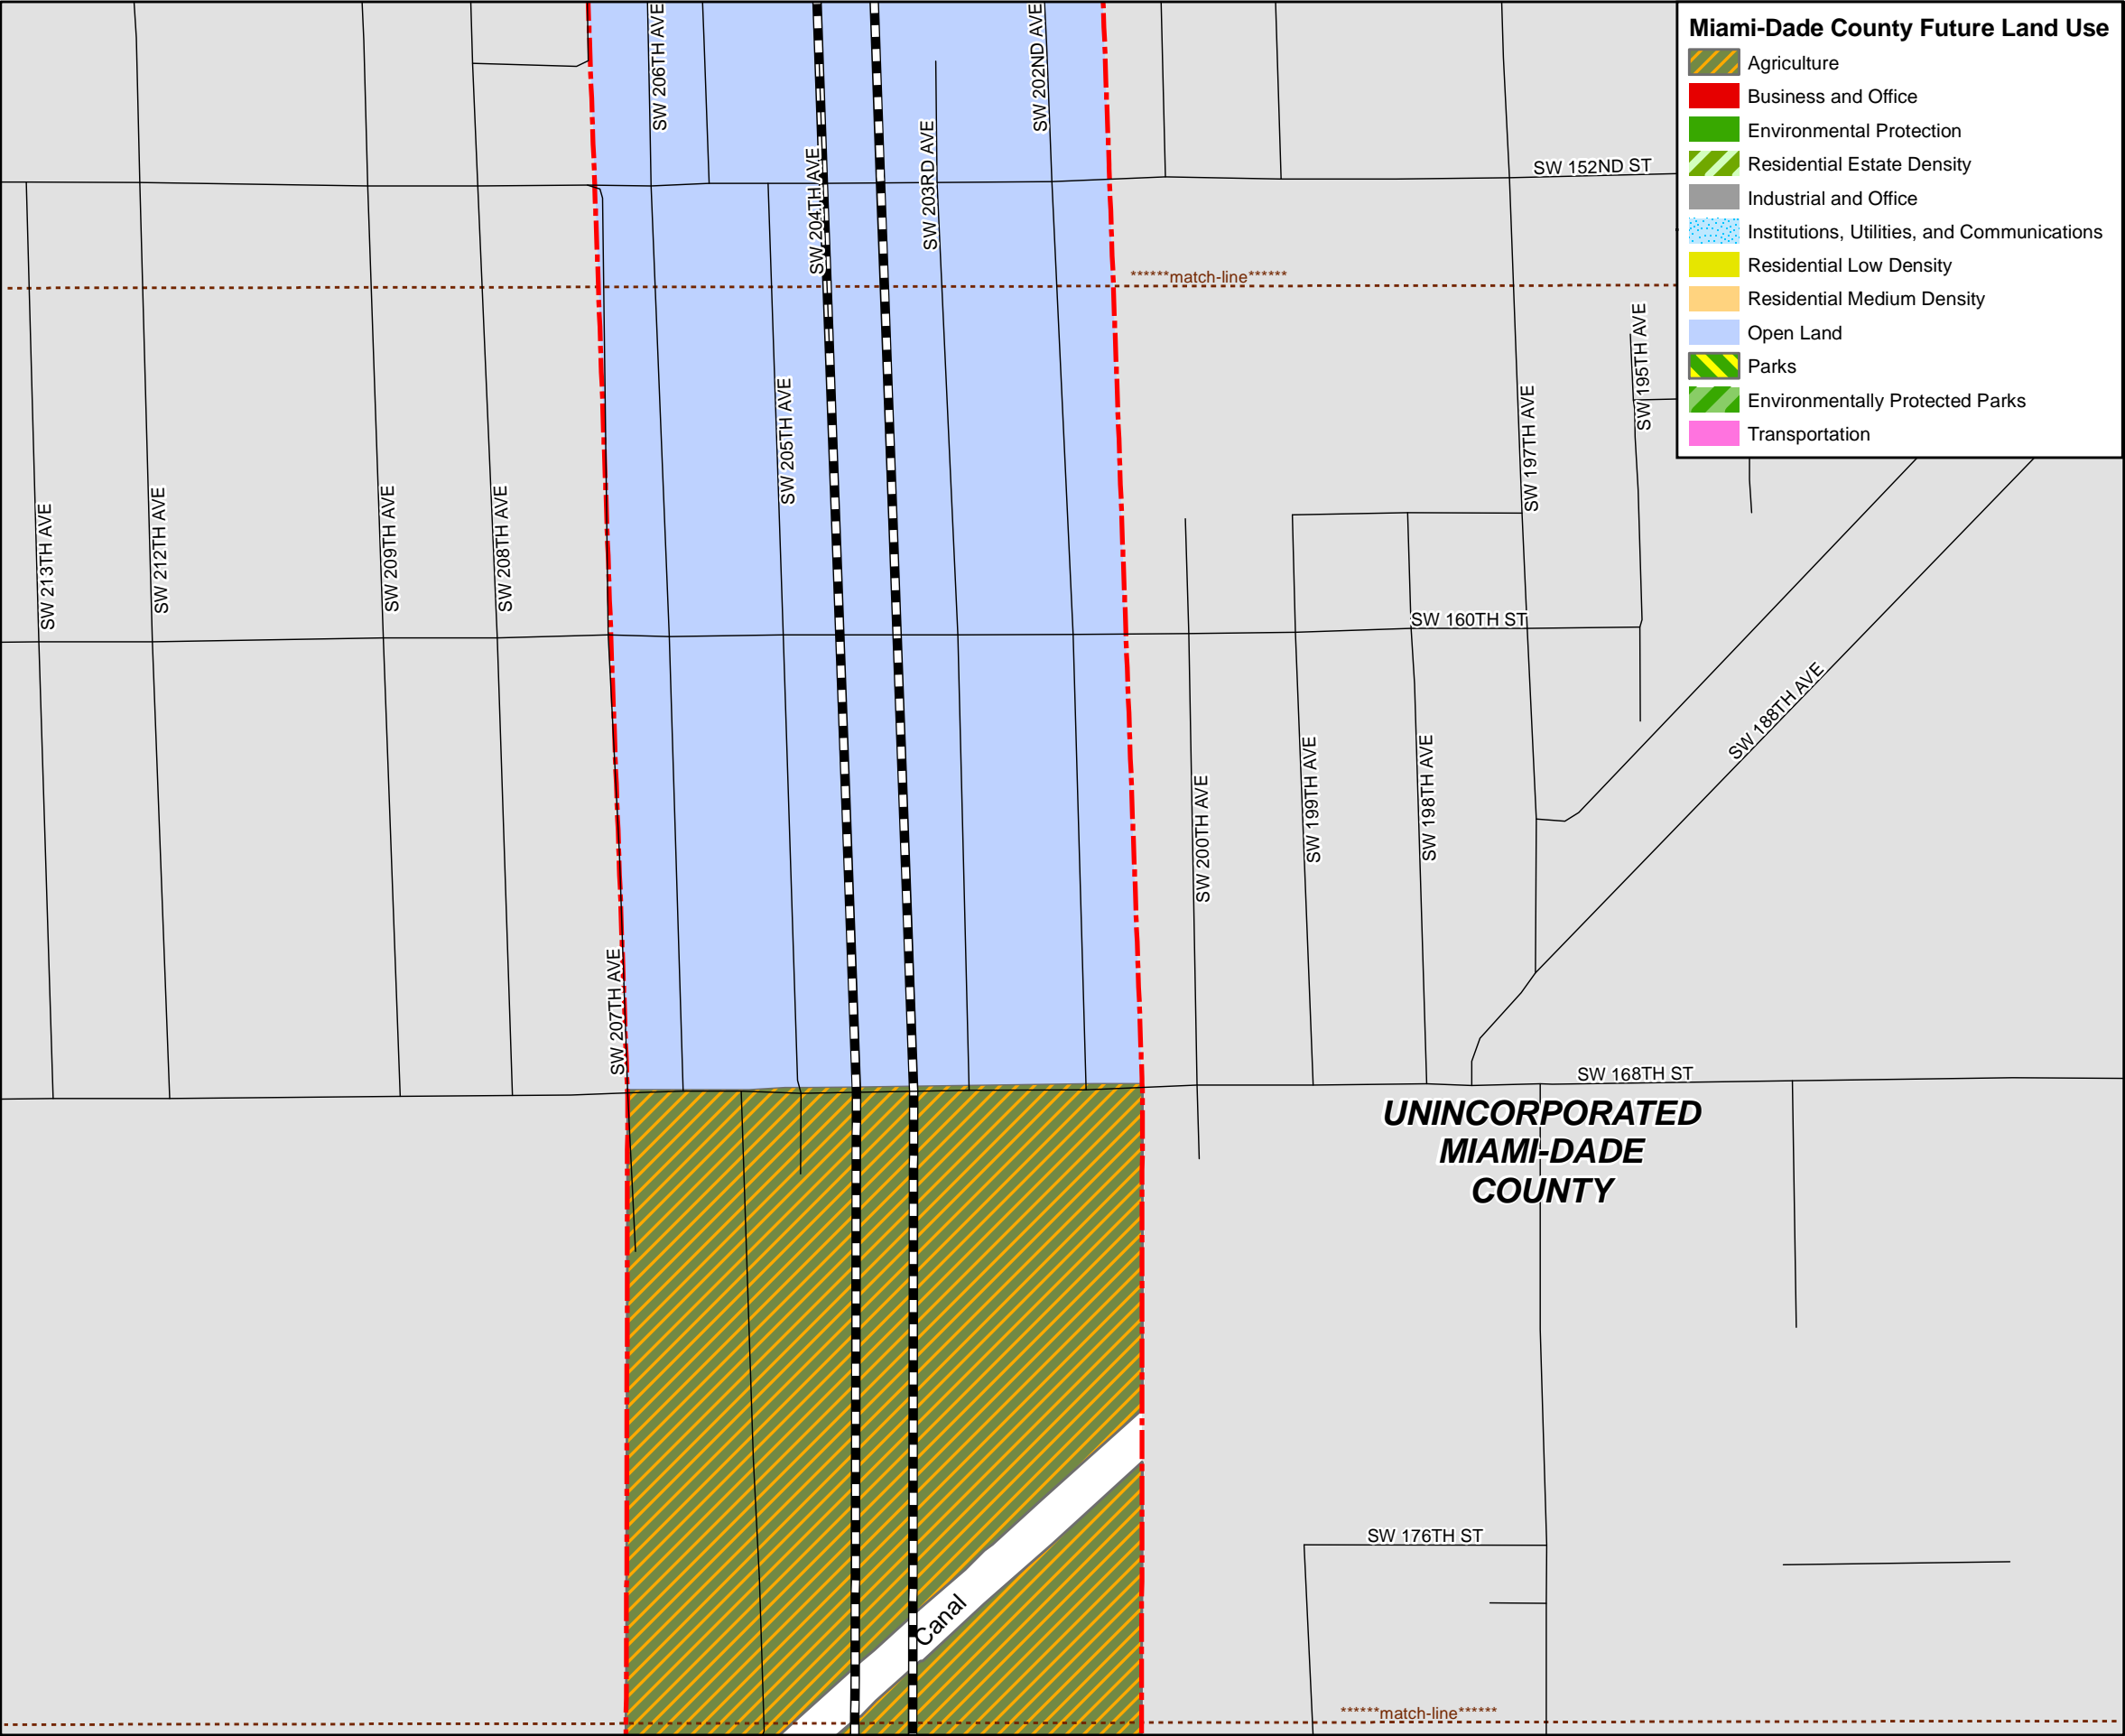 Miami-Dade County Future Land Use
Agriculture
Business and Office
Environmental Protection
Residential Estate Density
Industrial and Office
Institutions, Utilities, and Communications
Residential Low Density
Residential Medium Density
Open Land
Parks
Environmentally Protected Parks
Transportation
SW 206TH AVE
SW 202ND AVE
SW 204TH AVE
SW 203RD AVE
SW 152ND ST
******match-line******
SW 195TH AVE
SW 205TH AVE
SW 197TH AVE
SW 213TH AVE
SW 212TH AVE
SW 209TH AVE
SW 208TH AVE
SW 160TH ST
SW 188TH AVE
SW 200TH AVE
SW 199TH AVE
SW 198TH AVE
SW 207TH AVE
SW 168TH ST
UNINCORPORATED
MIAMI-DADE
COUNTY
SW 176TH ST
Canal
******match-line******